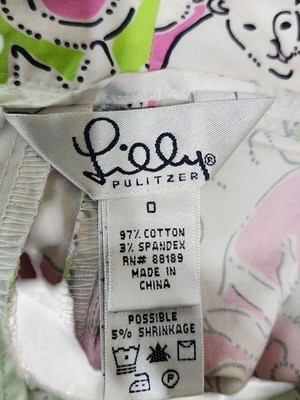 Lilly®
PULITZER
0
97% COTTON
3% SPANDEX
RN# 88189
MADE IN
CHINA
POSSIBLE
5% SHRINKAGE
P